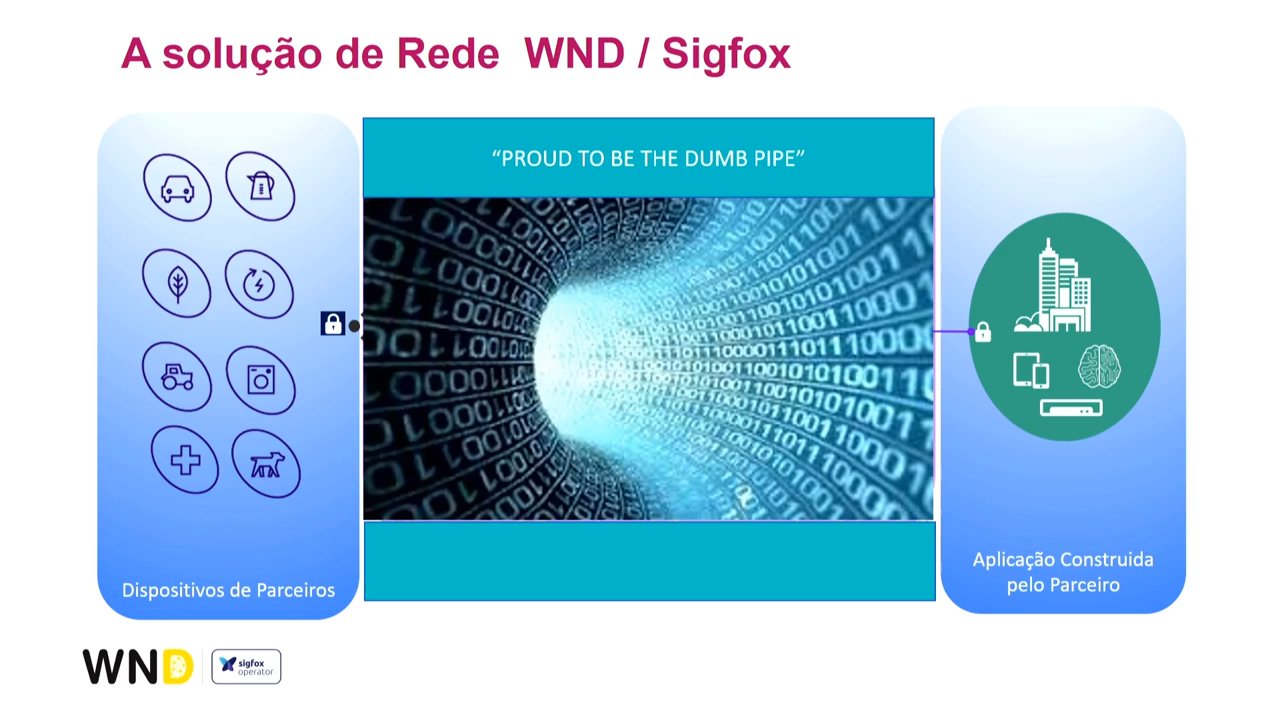 A solução de Rede WND / Sigfox
“PROUD TO BE THE DUMB PIPE”
Dispositivos de Parceiros
Aplicação Construida
pelo Parceiro
WND
sigfox
operator